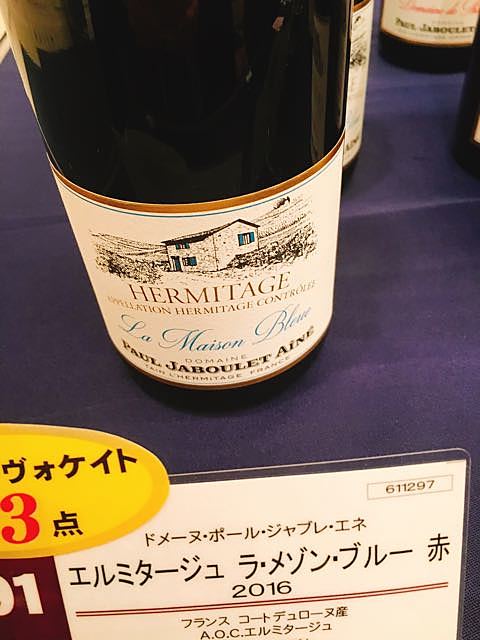 HERMITAGE
APPELLATION HERMITAGE CONTRÔLÉE
La Maison Bleue
DOMAINE
PAUL JABOULET AÎNÉ
TAIN L'HERMITAGE FRANCE
PAUL JABOULET
ヴォケイト
3点
91
611297
ドメーヌ・ポール・ジャブレ・エネ
エルミタージュ ラ・メゾン・ブルー 赤
2016
フランス コートデュローヌ産
A.O.C.エルミタージュ